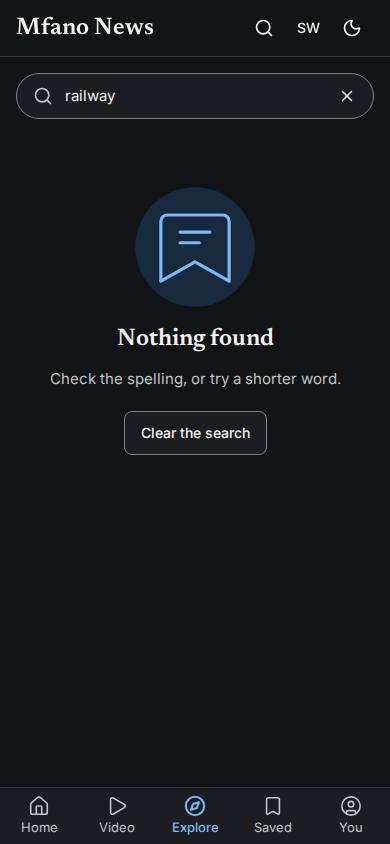 Mfano News
SW
railway
Nothing found
Check the spelling, or try a shorter word.
Clear the search
Home Video Explore Saved You